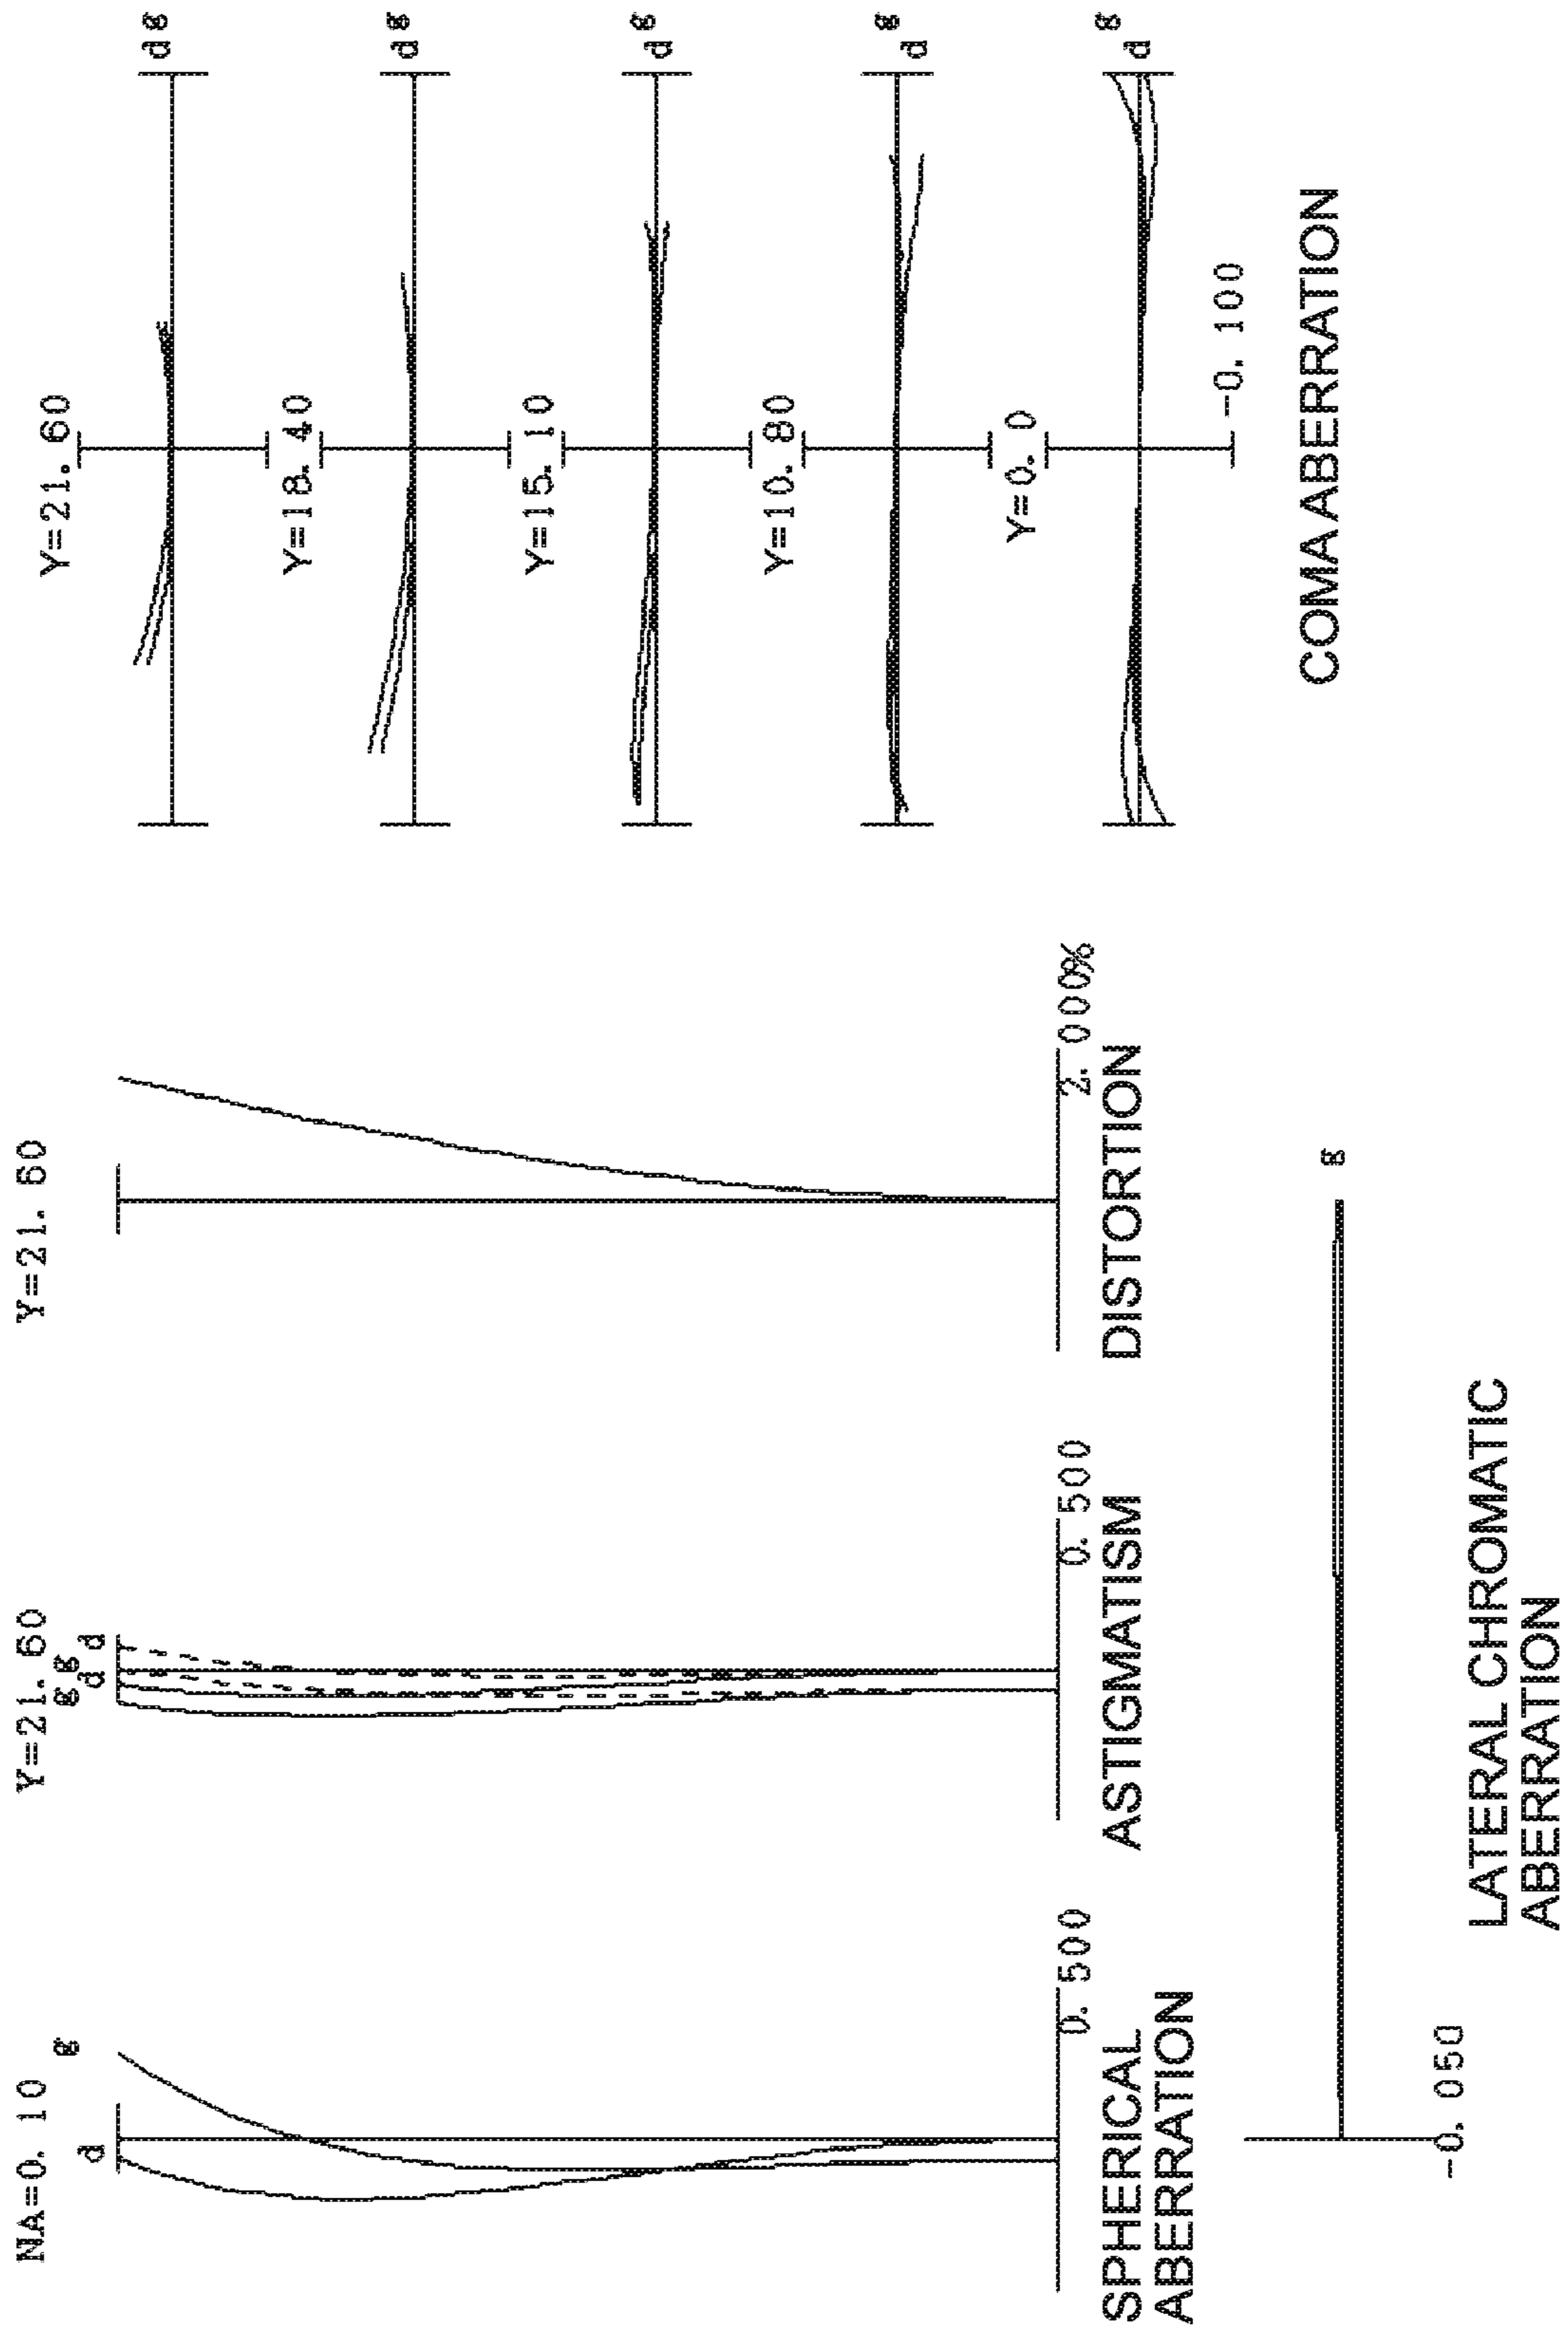 NA=0. 10
d
g
0. 500
SPHERICAL
ABERRATION
Y=21. 60
g
d
g
d
0. 500
ASTIGMATISM
Y=21. 60
2. 000%
DISTORTION
Y=21. 60
d g
Y=18. 40
d g
Y=15. 10
d g
Y=10. 80
d g
Y=0. 0
d g
-0. 100
COMA ABERRATION
g
-0. 050
LATERAL CHROMATIC
ABERRATION